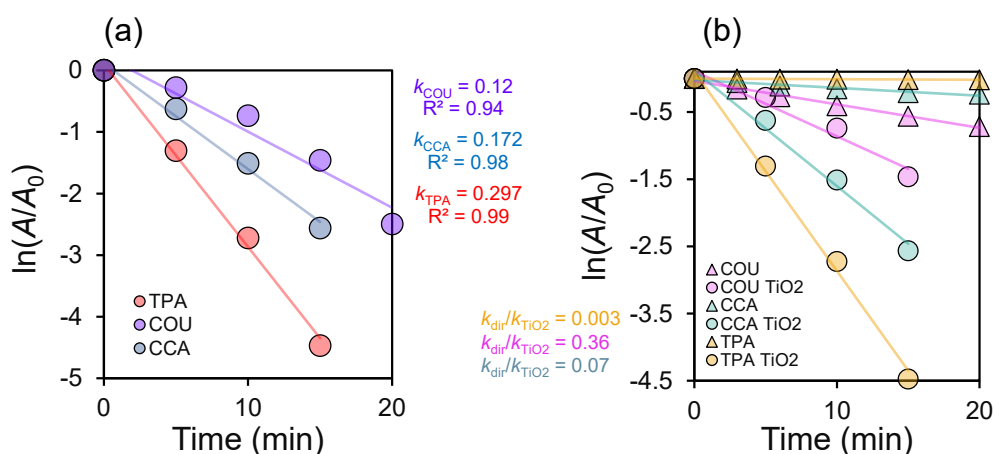 (a)
0
-1
-2
-3
-4
-5
ln(A/A0)
0
10
20
Time (min)
TPA
COU
CCA
kCOU = 0.12
R² = 0.94
kCCA = 0.172
R² = 0.98
kTPA = 0.297
R² = 0.99
kdir/kTiO2 = 0.003
kdir/kTiO2 = 0.36
kdir/kTiO2 = 0.07
(b)
-0.5
-1.5
-2.5
-3.5
-4.5
ln(A/A0)
0
10
20
Time (min)
COU
COU TiO2
CCA
CCA TiO2
TPA
TPA TiO2